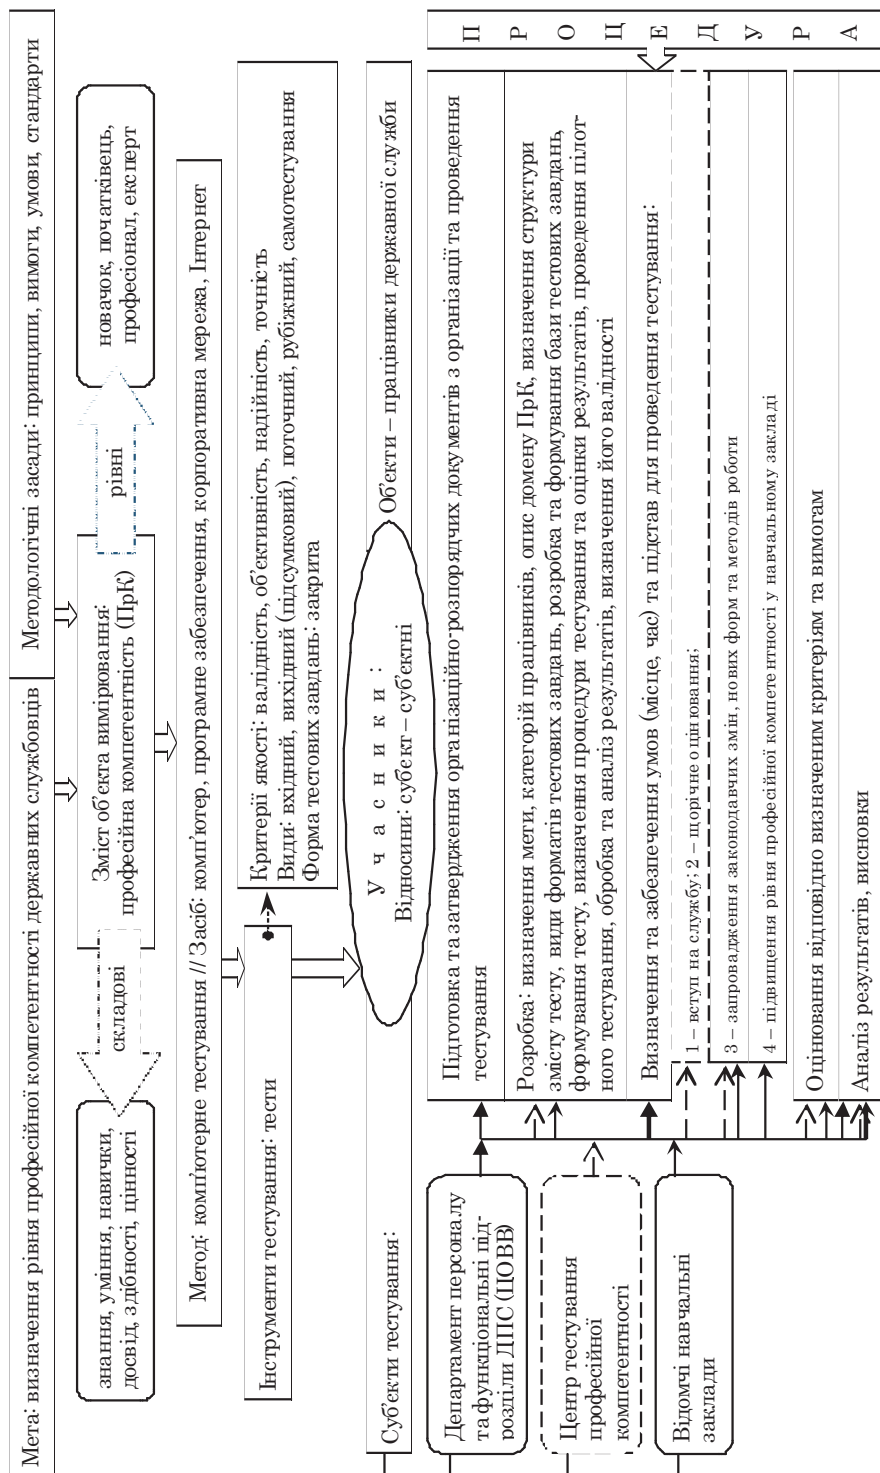 Мета: визначення рівня професійної компетентності державних службовців
Методологічні засади: принципи, вимоги, умови, стандарти
знання, уміння, навички,
досвід, здібності, цінності
складові
Зміст об’єкта вимірювання:
професійна компетентність (ПрК)
рівні
новачок, початківець,
професіонал, експерт
Метод: комп’ютерне тестування // Засіб: комп’ютер, програмне забезпечення, корпоративна мережа, Інтернет
Інструменти тестування: тести
Критерії якості: валідність, об’єктивність, надійність, точність
Види: вхідний, вихідний (підсумковий), поточний, рубіжний, самотестування
Форма тестових завдань: закрита
Суб’єкти тестування:
Учасники:
Відносини: суб’єкт – суб’єктні
Об’єкти – працівники державної служби
Департамент персоналу
та функціональні під-
розділи ДПС (ЦОВВ)
Центр тестування
професійної
компетентності
Відомчі навчальні
заклади
Підготовка та затвердження організаційно-розпорядчих документів з організації та проведення
тестування
Розробка: визначення мети, категорій працівників, опис домену ПрК, визначення структури
змісту тесту, види форматів тестових завдань, розробка та формування бази тестових завдань,
формування тесту, визначення процедури тестування та оцінки результатів, проведення пілот-
ного тестування, обробка та аналіз результатів, визначення його валідності
Визначення та забезпечення умов (місце, час) та підстав для проведення тестування:
1 – вступ на службу; 2 – щорічне оцінювання;
3 – запровадження законодавчих змін, нових форм та методів роботи
4 – підвищення рівня професійної компетентності у навчальному закладі
Оцінювання відповідно визначеним критеріям та вимогам
Аналіз результатів, висновки
ПРОЦЕДУРА